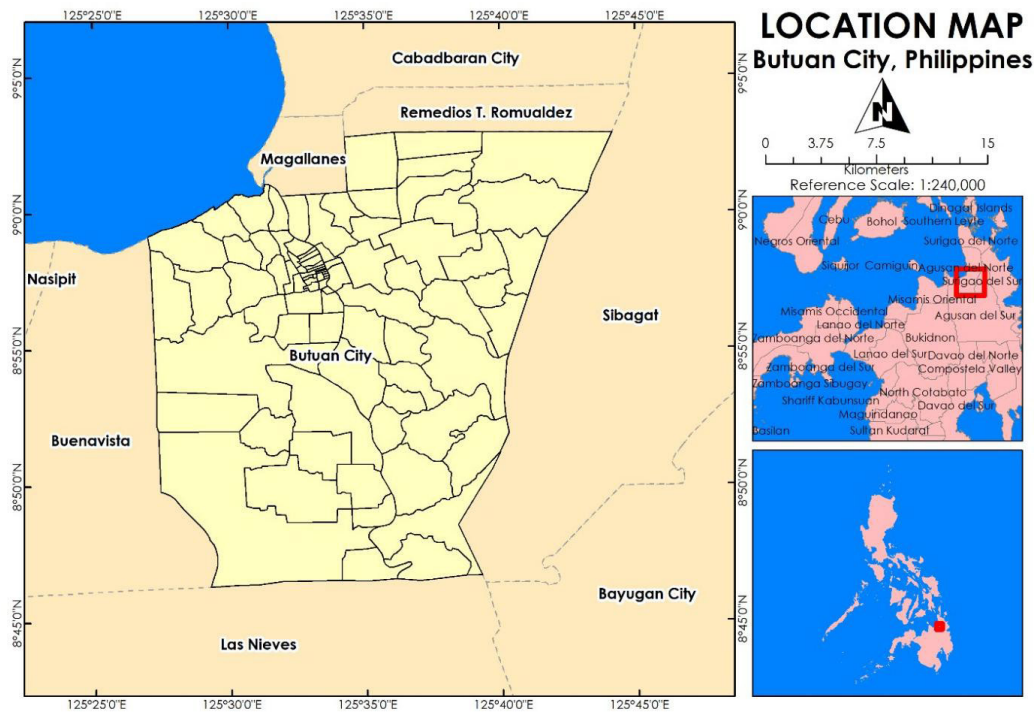 125°25'0"E
125°30'0"E
125°35'0"E
125°40'0"E
125°45'0"E
LOCATION MAP
Butuan City, Philippines
N
0 3.75 7.5 15
Kilometers
Reference Scale: 1:240,000
9°5'0"N
9°0'0"N
8°55'0"N
8°50'0"N
8°45'0"N
Cabadbaran City
Remedios T. Romualdez
Magallanes
Nasipit
Sibagat
Butuan City
Buenavista
Bayugan City
Las Nieves
9°5'0"N
9°0'0"N
8°55'0"N
8°50'0"N
8°45'0"N
125°25'0"E
125°30'0"E
125°35'0"E
125°40'0"E
125°45'0"E
Dinagat Islands
Cebu
Bohol
Southern Leyte
Negros Oriental
Surigao del Norte
Siquijor
Camiguin
Agusan del Norte
Surigao del Sur
Misamis Oriental
Misamis Occidental
Agusan del Sur
Lanao del Norte
Zamboanga del Norte
Bukidnon
Lanao del Sur
Davao del Norte
Zamboanga del Sur
Compostela Valley
Zamboanga Sibugay
North Cotabato
Shariff Kabunsuan
Davao del Sur
Maguindanao
Basilan
Sultan Kudarat